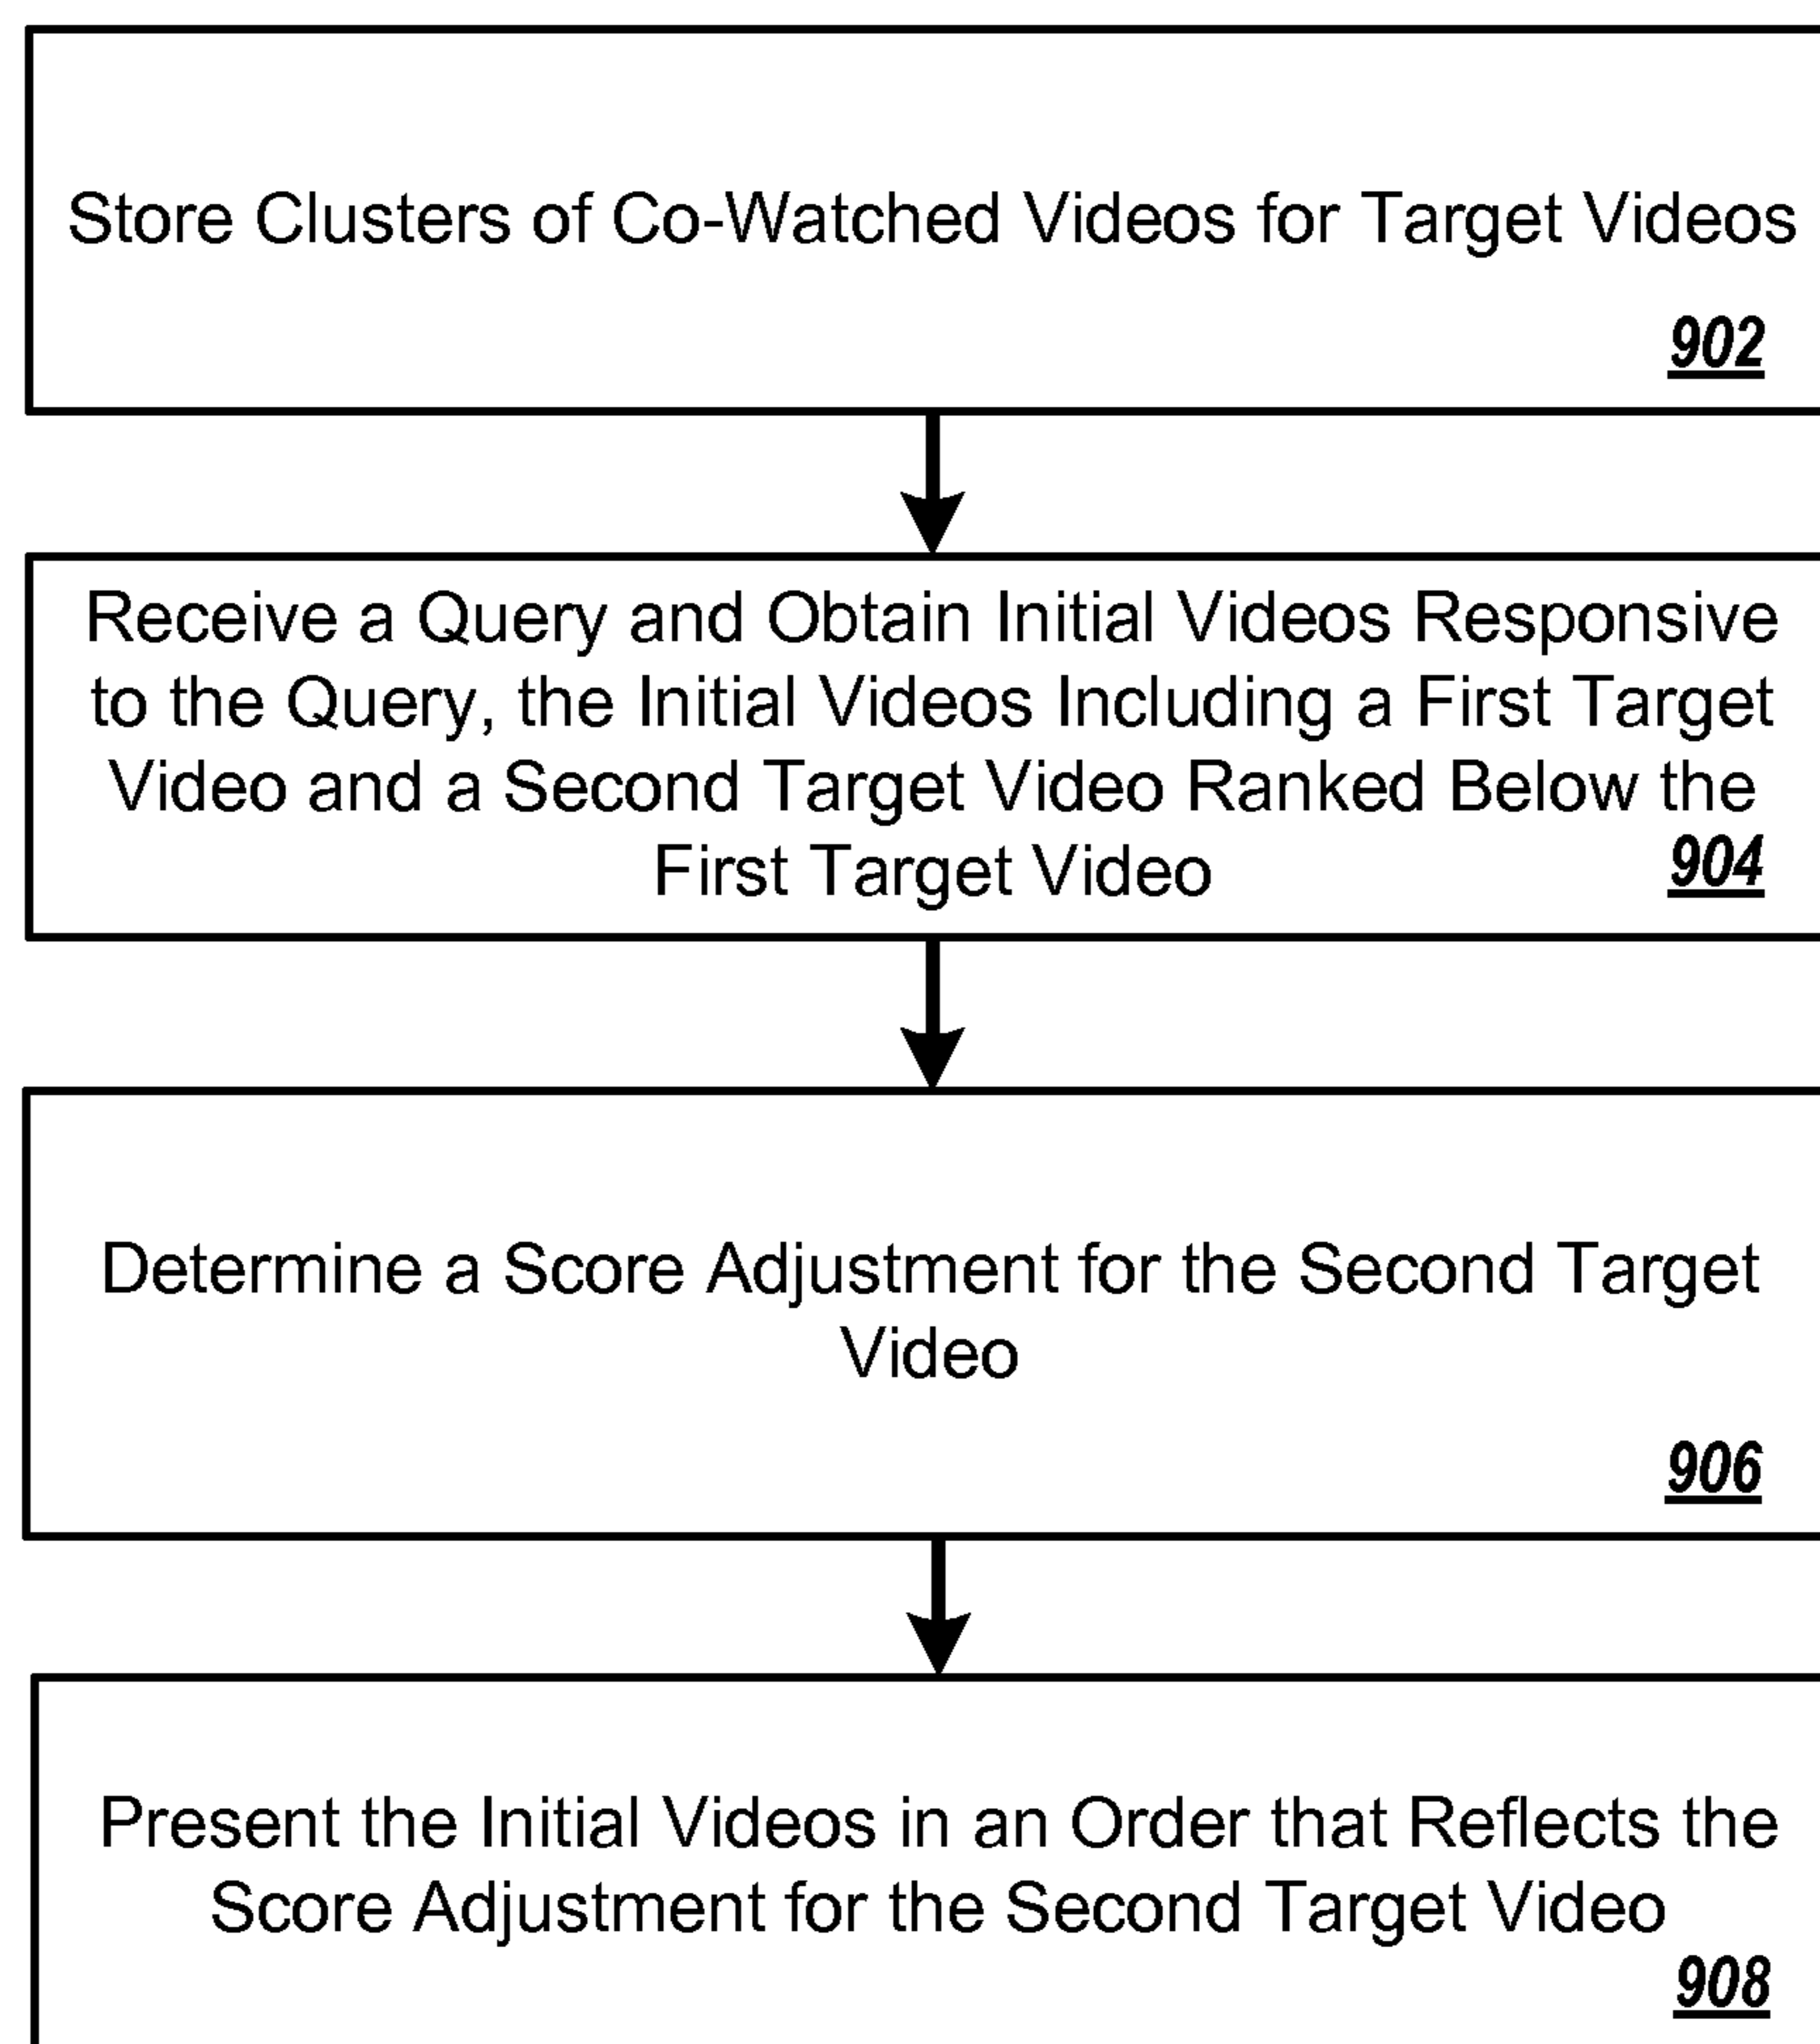 Store Clusters of Co-Watched Videos for Target Videos
902
Receive a Query and Obtain Initial Videos Responsive
to the Query, the Initial Videos Including a First Target
Video and a Second Target Video Ranked Below the
First Target Video
904
Determine a Score Adjustment for the Second Target
Video
906
Present the Initial Videos in an Order that Reflects the
Score Adjustment for the Second Target Video
908